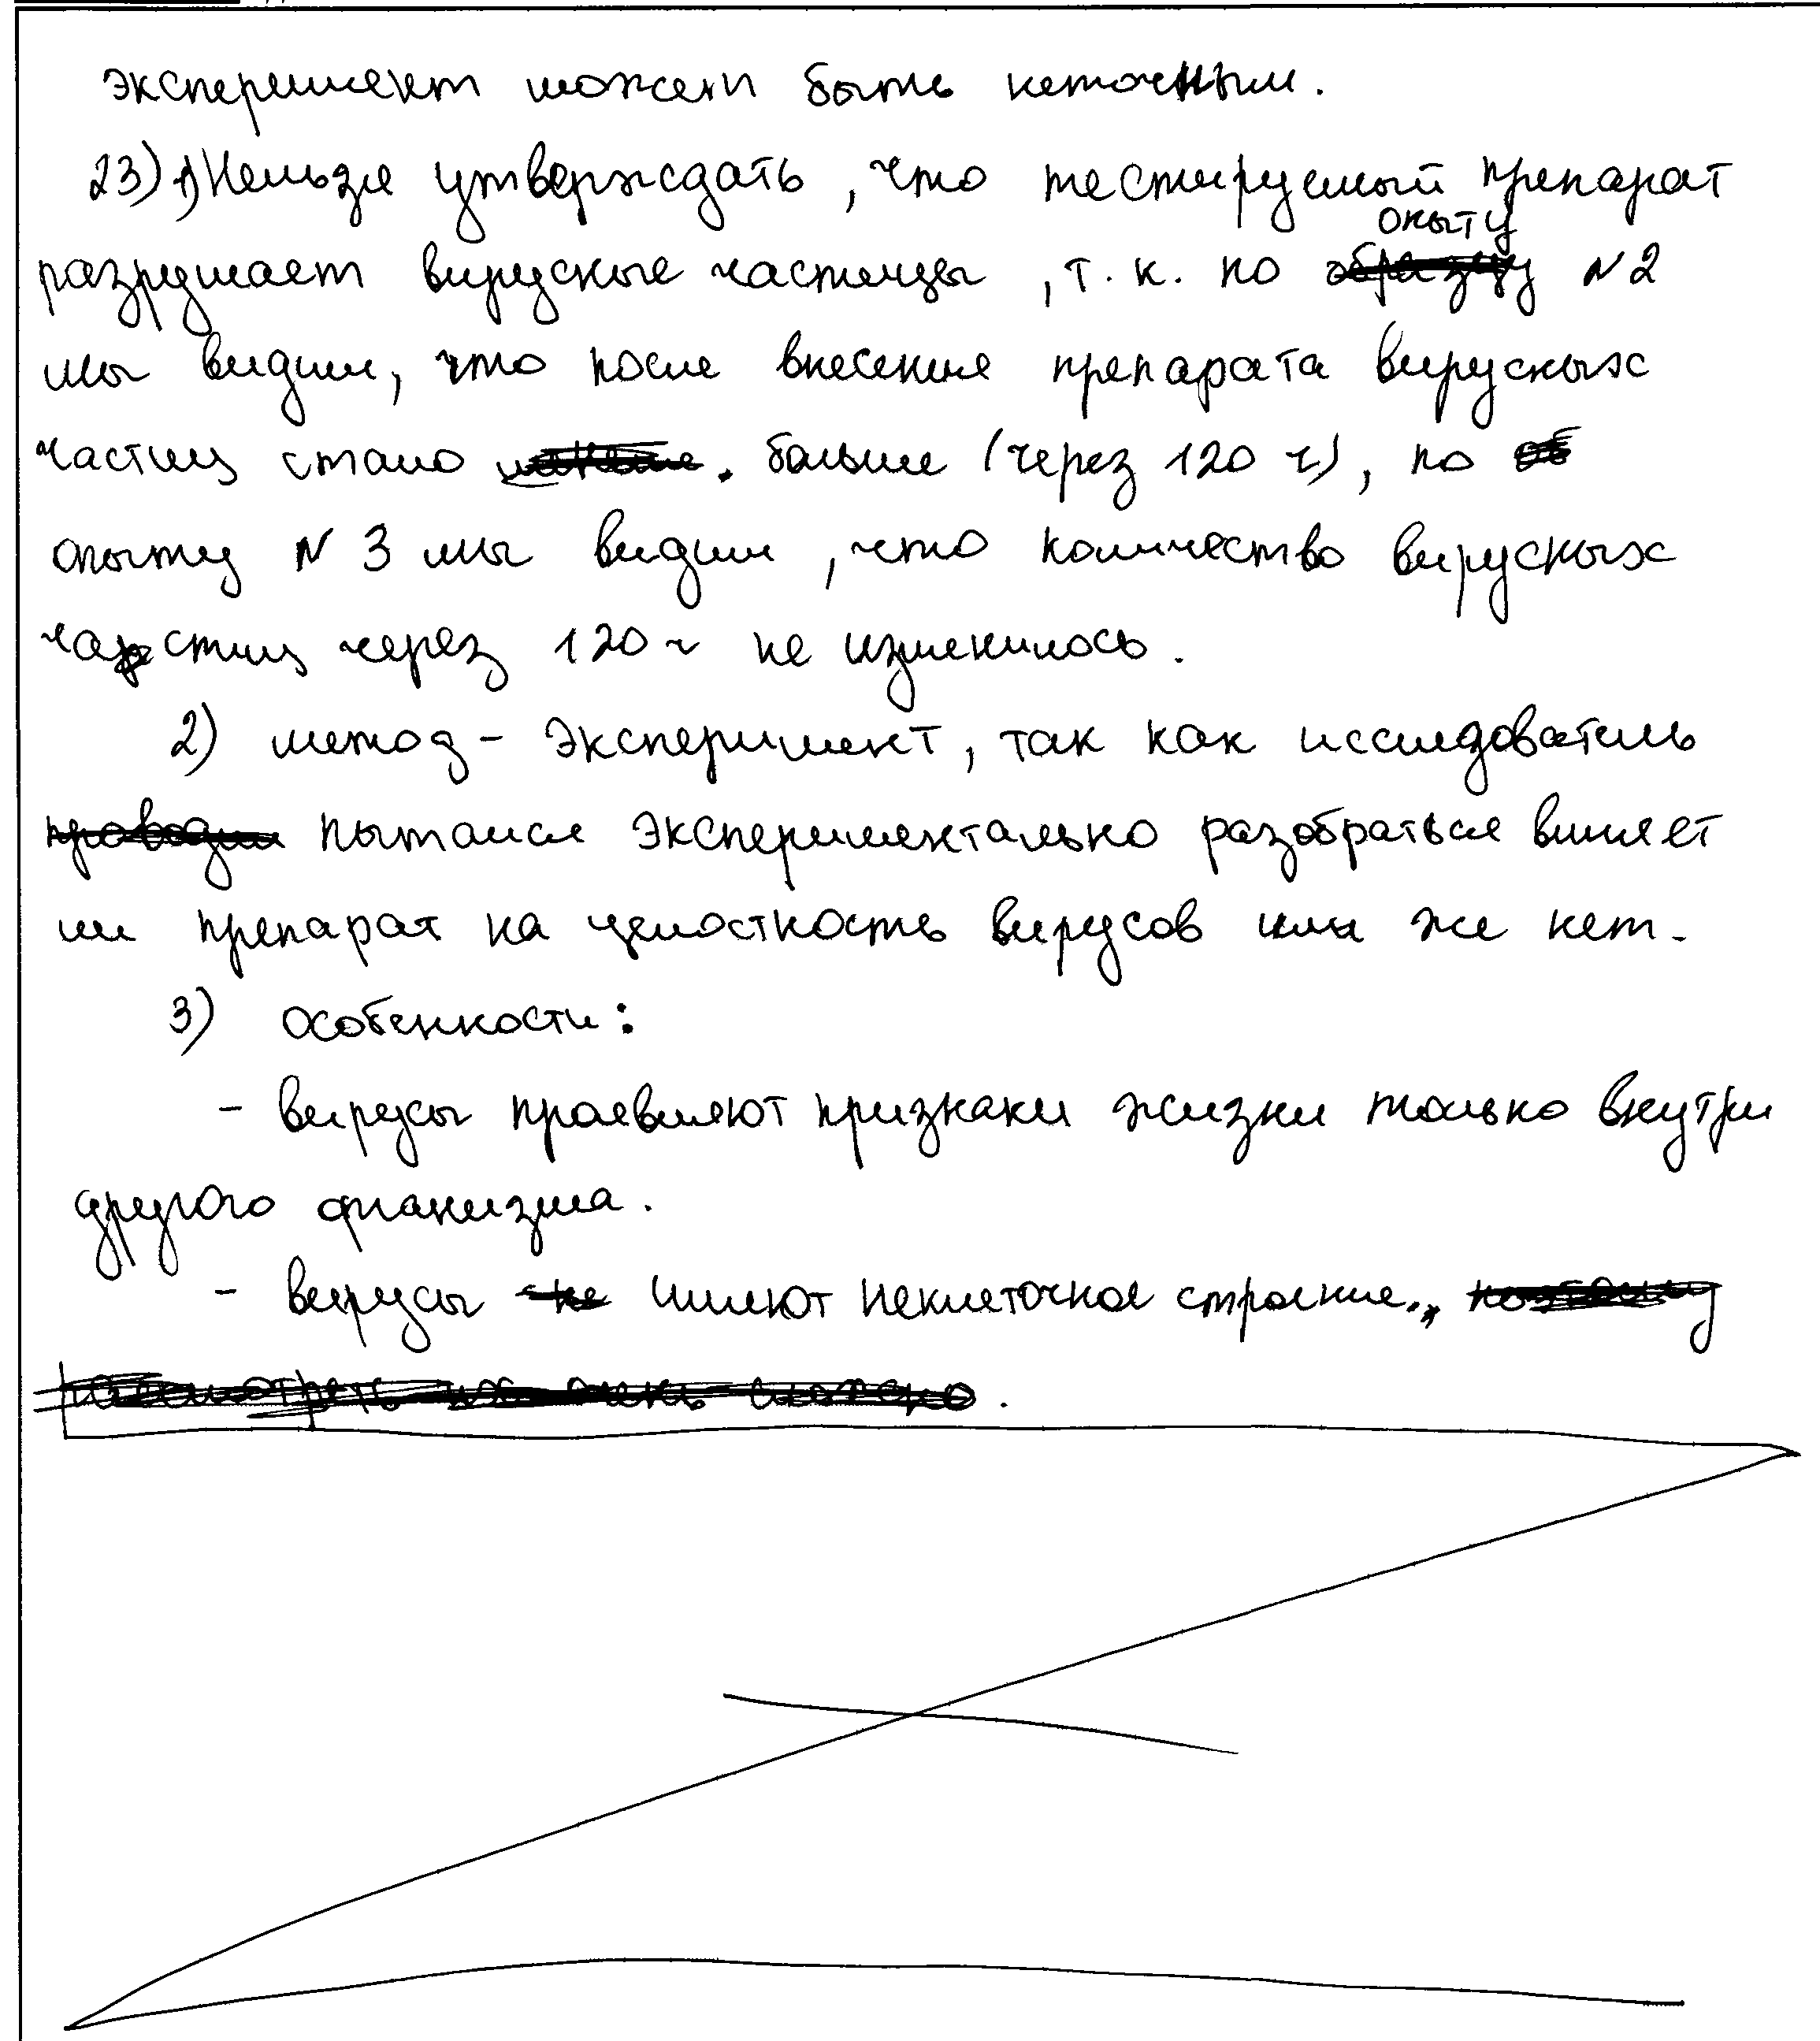 эксперимент может быть неточным.
23) 1) Нельзя утверждать, что тестируемый препарат
разрушает вирусные частицы, т.к. по опыту №2
мы видим, что после внесения препарата вирусных
частиц стало больше (через 120 ч), по
опыту №3 мы видим, что количество вирусных
частиц через 120 ч не изменилось.
2) метод - эксперимент, так как исследователь
пытался экспериментально разобраться влияет
ли препарат на целостность вирусов или же нет.
3) особенности:
- вирусы проявляют признаки жизни только внутри
другого организма.
- вирусы имеют неклеточное строение.